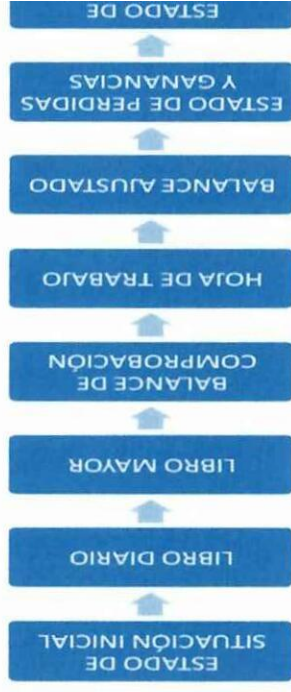 ESTADO DE
SITUACIÓN INICIAL
LIBRO DIARIO
LIBRO MAYOR
BALANCE DE
COMPROBACIÓN
HOJA DE TRABAJO
BALANCE AJUSTADO
ESTADO DE PERDIDAS
Y GANANCIAS
ESTADO DE